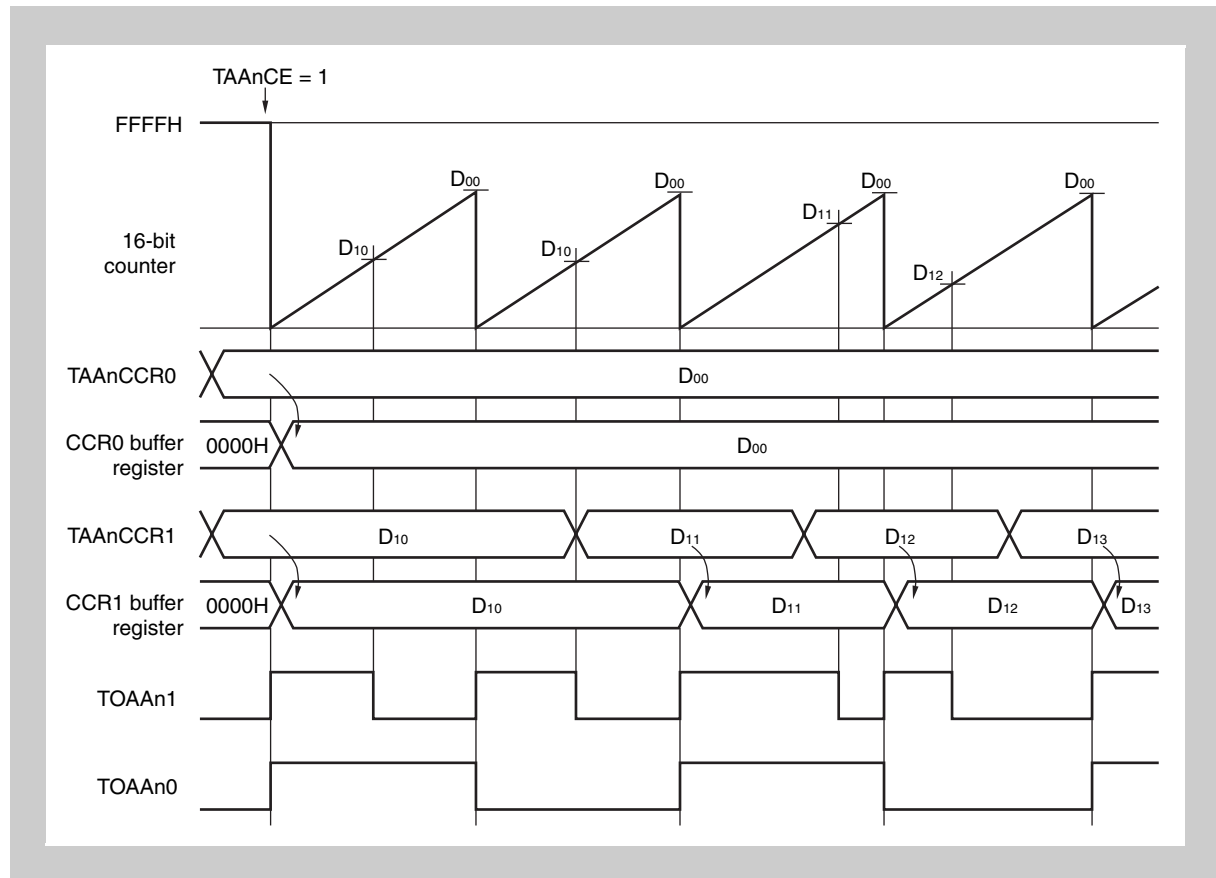 TAAnCE = 1
FFFFH
D00
D00
D00
D00
D11
16-bit
counter
D10
D10
D12
TAAnCCR0
D00
CCR0 buffer
register
0000H
D00
TAAnCCR1
D10
D11
D12
D13
CCR1 buffer
register
0000H
D10
D11
D12
D13
TOAAn1
TOAAn0